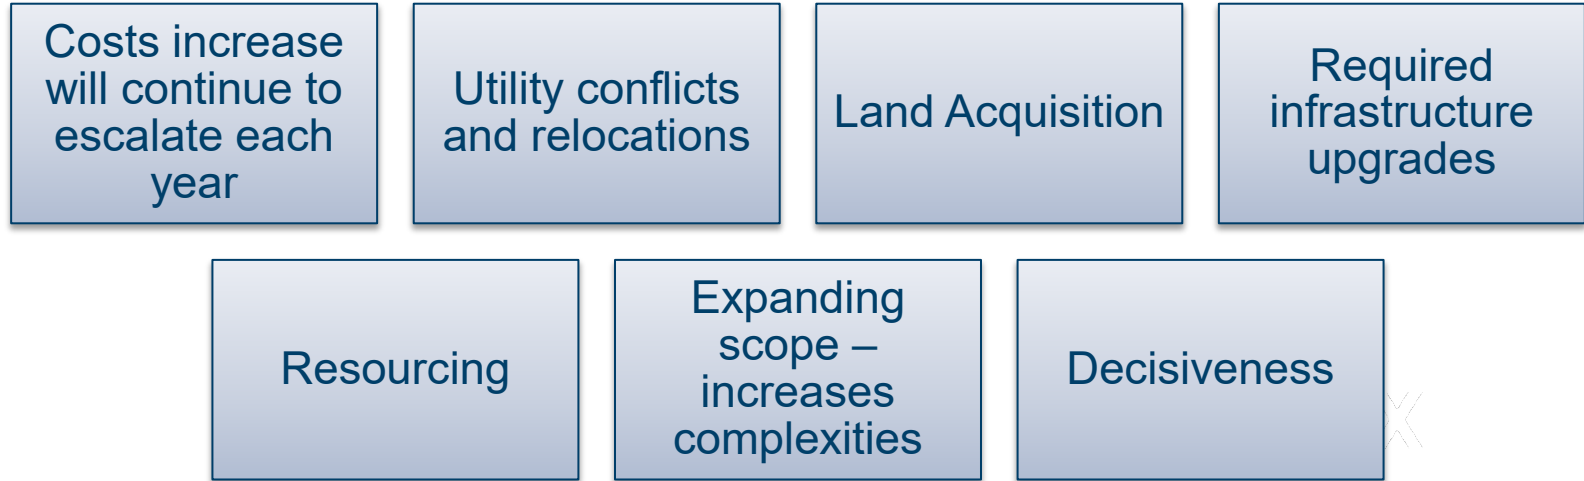 Costs increase
will continue to
escalate each
year
Utility conflicts
and relocations
Land Acquisition
Required
infrastructure
upgrades
Resourcing
Expanding
scope –
increases
complexities
Decisiveness
X